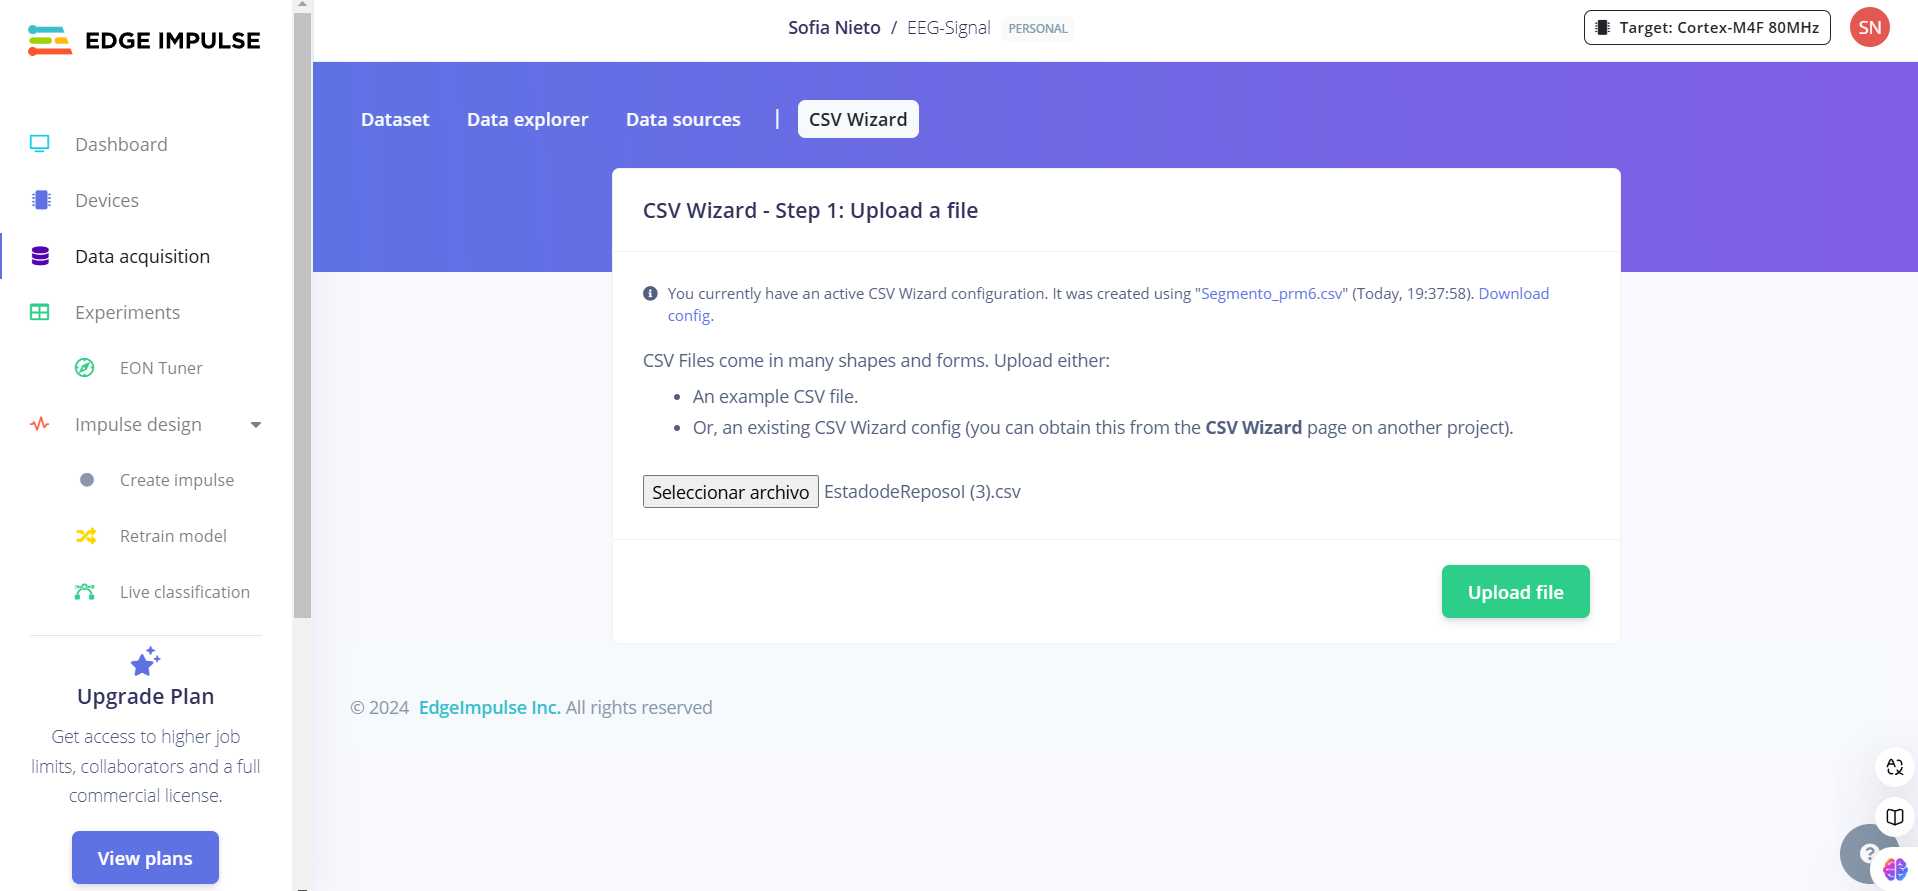 EDGE IMPULSE
Sofia Nieto / EEG-Signal PERSONAL
Target: Cortex-M4F 80MHz
SN
Dashboard
Devices
Data acquisition
Experiments
EON Tuner
Impulse design
Create impulse
Retrain model
Live classification
Upgrade Plan
Get access to higher job
limits, collaborators and a full
commercial license.
View plans
Dataset Data explorer Data sources | CSV Wizard
CSV Wizard - Step 1: Upload a file
You currently have an active CSV Wizard configuration. It was created using "Segmento_prm6.csv" (Today, 19:37:58). Download
config.
CSV Files come in many shapes and forms. Upload either:
• An example CSV file.
• Or, an existing CSV Wizard config (you can obtain this from the CSV Wizard page on another project).
Seleccionar archivo EstadodeReposoI (3).csv
Upload file
© 2024 EdgeImpulse Inc. All rights reserved